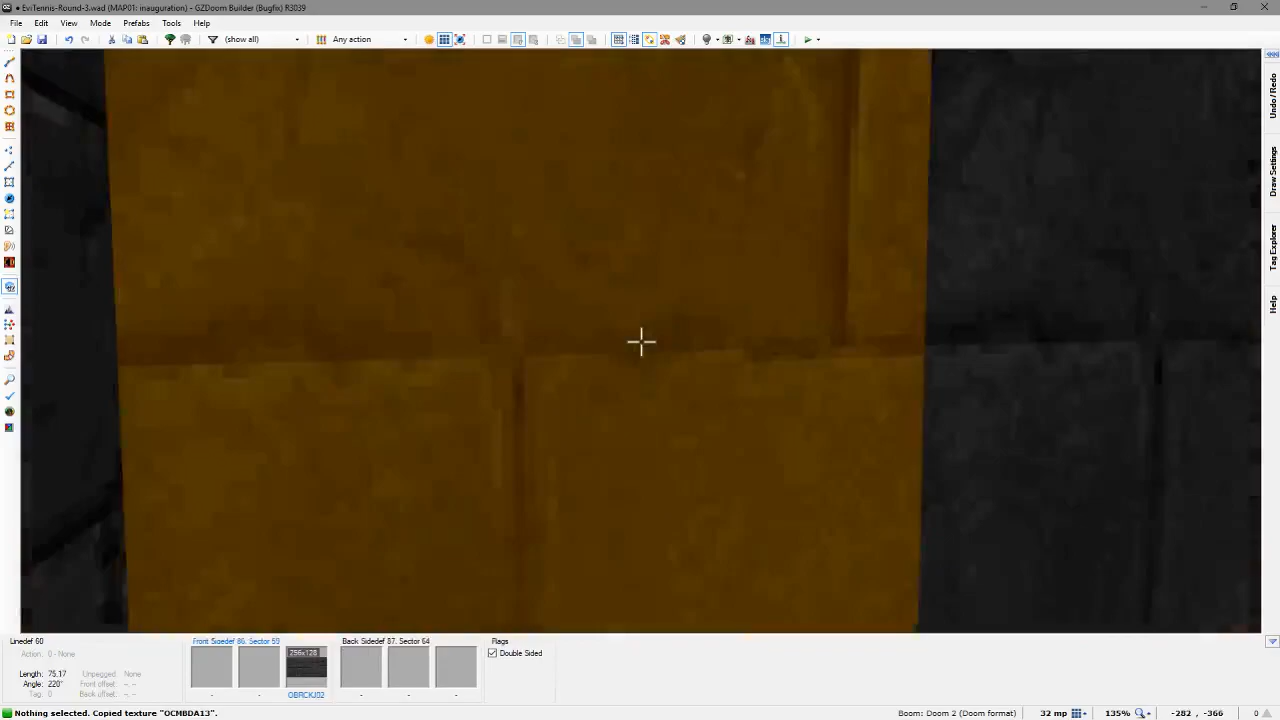 EviTennis-Round-3.wad (MAP01: inauguration) - GZDoom Builder (Bugfix) R3039
File Edit View Mode Prefabs Tools Help
(show all) Any action
Undo / Redo
Draw Settings
Tag Explorer
Help
Linedef 60
Action: 0 - None
Length: 75.17 Unpegged: None
Angle: 220° Front offset: --, --
Tag: 0 Back offset: --, --
Front Sidedef 86. Sector 59
256x128
- - OBRCKJ02
Back Sidedef 87. Sector 64
- - -
Flags
Double Sided
Nothing selected. Copied texture "OCMBDA13". Boom: Doom 2 (Doom format) 32 mp 135% -282 , -366 0